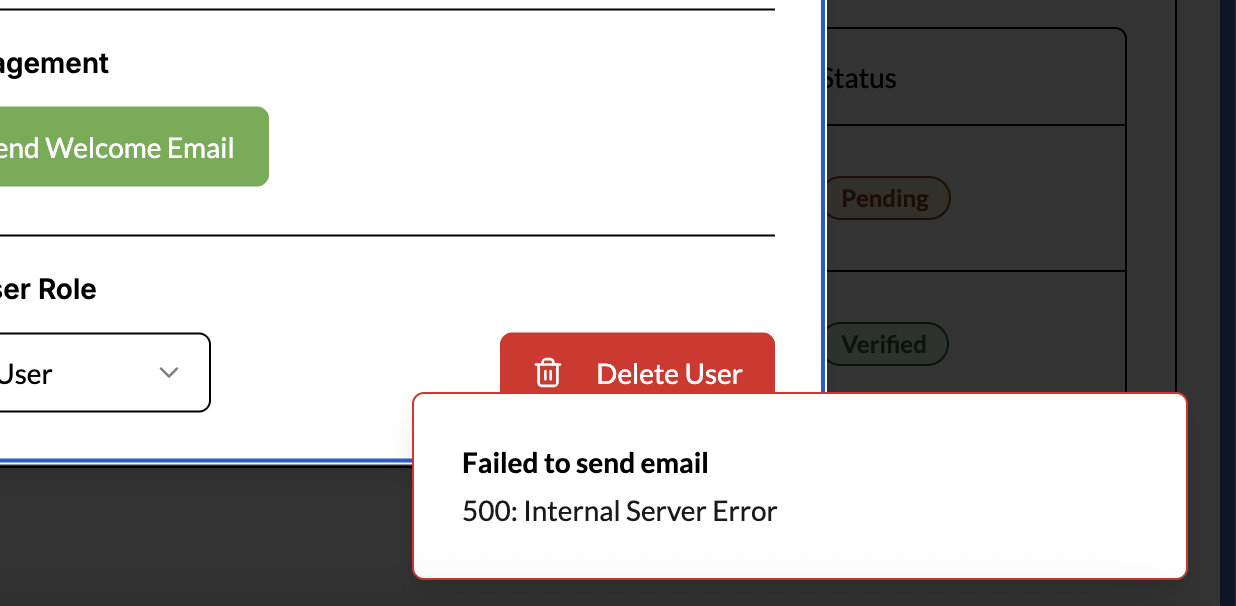 agement
Status
end Welcome Email
Pending
ser Role
Verified
User
Delete User
Failed to send email
500: Internal Server Error